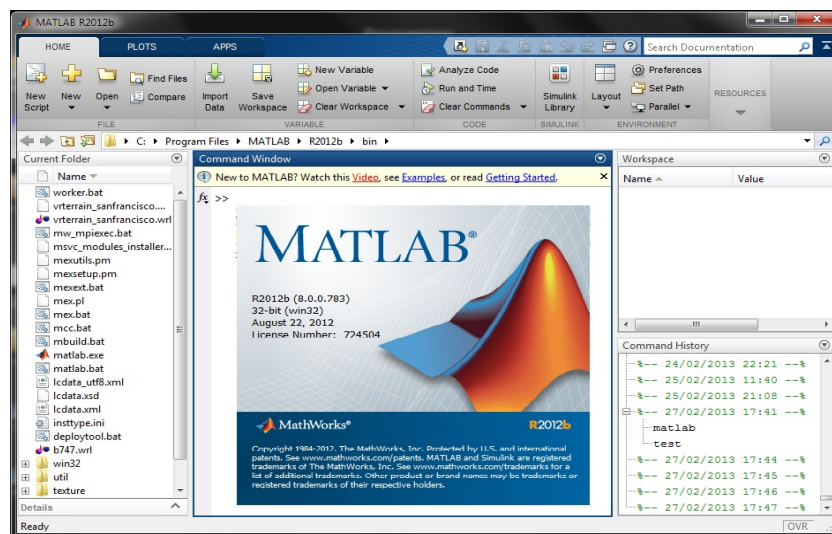 MATLAB R2012b
HOME PLOTS APPS
Search Documentation
New Script
New
Open
Find Files
Compare
FILE
Import Data
Save Workspace
New Variable
Open Variable
Clear Workspace
VARIABLE
Analyze Code
Run and Time
Clear Commands
CODE
Simulink Library
SIMULINK
Layout
Preferences
Set Path
Parallel
ENVIRONMENT
RESOURCES
C: Program Files MATLAB R2012b bin
Current Folder
Name
worker.bat
vrterrain_sanfrancisco....
vrterrain_sanfrancisco.wrl
mw_mpiexec.bat
msvc_modules_installer...
mexutils.pm
mexsetup.pm
mexext.bat
mex.pl
mex.bat
mcc.bat
mbuild.bat
matlab.exe
matlab.bat
lcdata_utf8.xml
lcdata.xsd
lcdata.xml
insttype.ini
deploytool.bat
b747.wrl
win32
util
texture
Details
Ready
Command Window
New to MATLAB? Watch this Video, see Examples, or read Getting Started.
fx >>
MATLAB®
R2012b (8.0.0.783)
32-bit (win32)
August 22, 2012
License Number: 724504
MathWorks®
R2012b
Copyright 1984-2012, The MathWorks, Inc. Protected by U.S. and international
patents. See www.mathworks.com/patents. MATLAB and Simulink are registered
trademarks of The MathWorks, Inc. See www.mathworks.com/trademarks for a
list of additional trademarks. Other product or brand names may be trademarks or
registered trademarks of their respective holders.
Workspace
Name Value
Command History
%-- 24/02/2013 22:21 --%
%-- 25/02/2013 11:40 --%
%-- 25/02/2013 21:08 --%
%-- 27/02/2013 17:41 --%
matlab
test
%-- 27/02/2013 17:44 --%
%-- 27/02/2013 17:45 --%
%-- 27/02/2013 17:46 --%
%-- 27/02/2013 17:47 --%
OVR